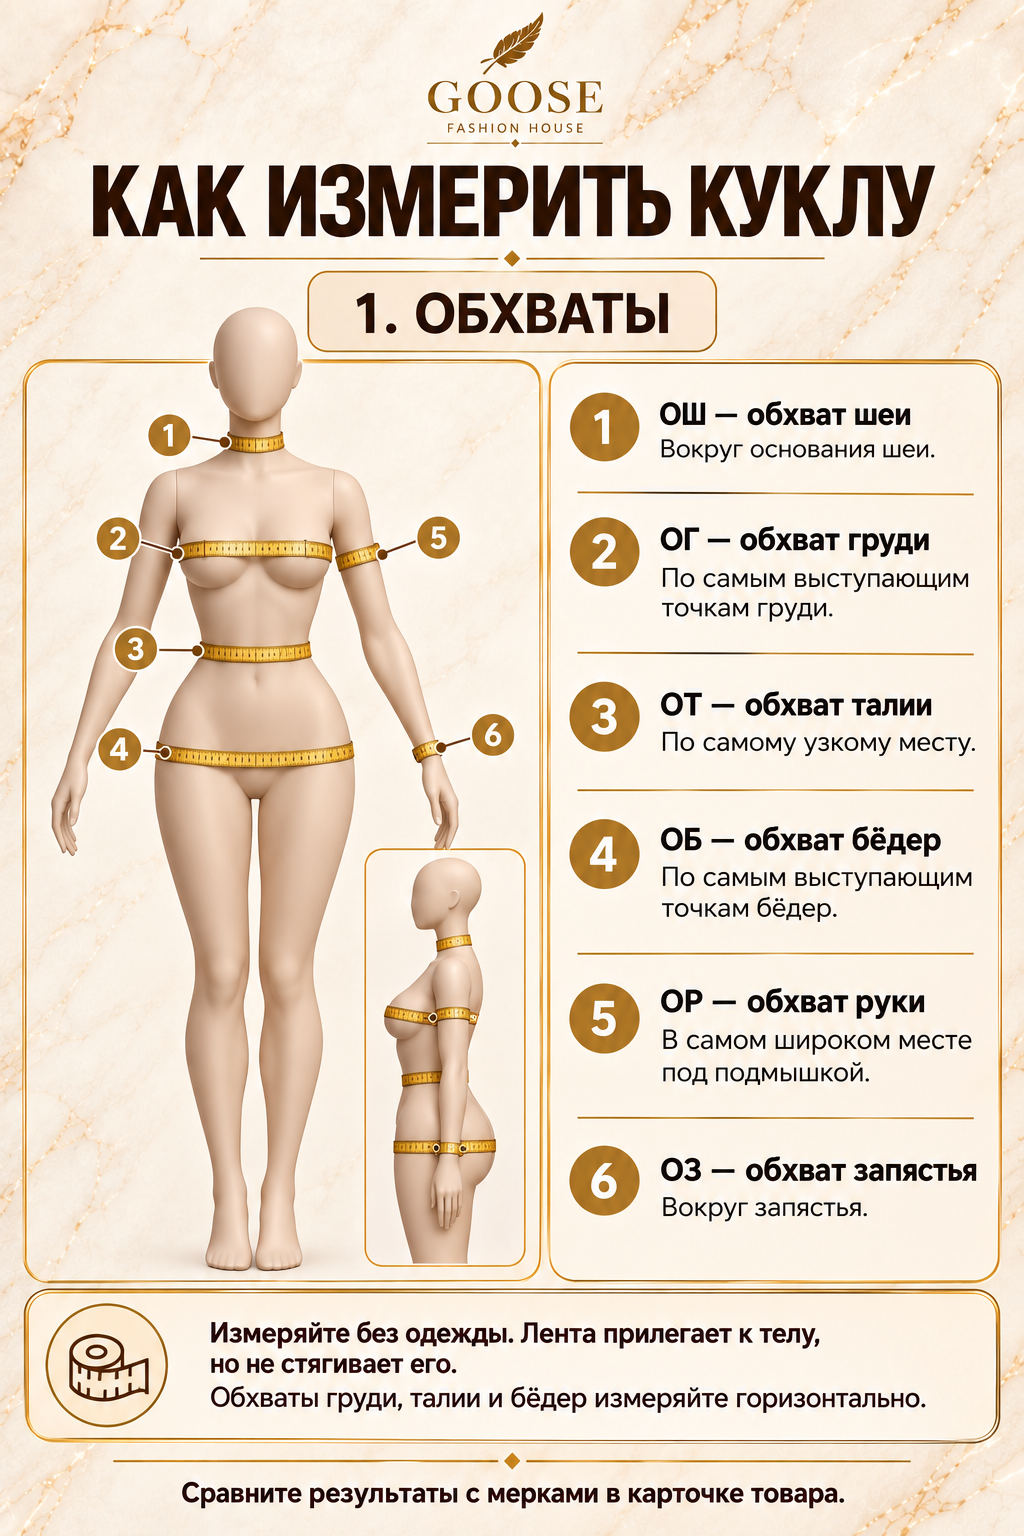 GOOSE
FASHION HOUSE
КАК ИЗМЕРИТЬ КУКЛУ
1. ОБХВАТЫ
1
2
3
4
5
6
1
ОШ — обхват шеи
Вокруг основания шеи.
2
ОГ — обхват груди
По самым выступающим
точкам груди.
3
ОТ — обхват талии
По самому узкому месту.
4
ОБ — обхват бёдер
По самым выступающим
точкам бёдер.
5
ОР — обхват руки
В самом широком месте
под подмышкой.
6
ОЗ — обхват запястья
Вокруг запястья.
Измеряйте без одежды. Лента прилегает к телу,
но не стягивает его.
Обхваты груди, талии и бёдер измеряйте горизонтально.
Сравните результаты с мерками в карточке товара.